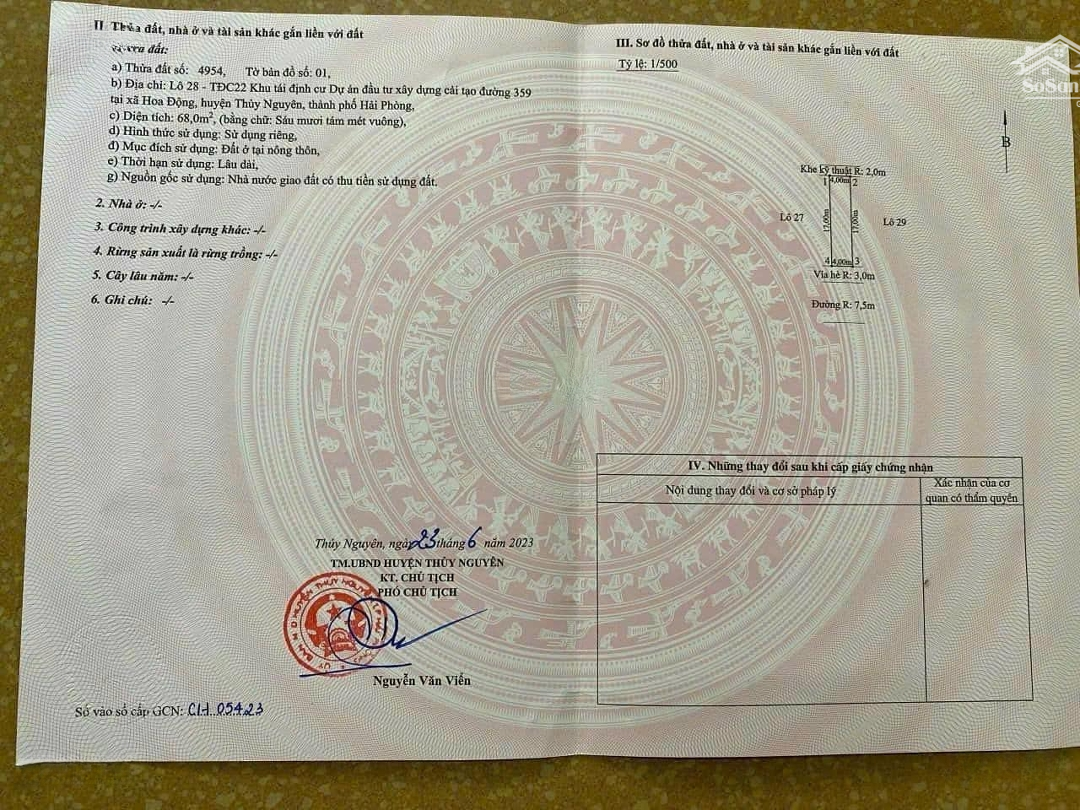 II. Thửa đất, nhà ở và tài sản khác gắn liền với đất
đất:
a) Thửa đất số: 4954, Tờ bản đồ số: 01,
b) Địa chỉ: Lô 28 - TĐC22 Khu tái định cư Dự án đầu tư xây dựng cải tạo đường 359
tại xã Hoa Động, huyện Thủy Nguyên, thành phố Hải Phòng,
c) Diện tích: 68,0m², (bằng chữ: Sáu mươi tám mét vuông),
d) Hình thức sử dụng: Sử dụng riêng,
đ) Mục đích sử dụng: Đất ở tại nông thôn,
e) Thời hạn sử dụng: Lâu dài,
g) Nguồn gốc sử dụng: Nhà nước giao đất có thu tiền sử dụng đất.
2. Nhà ở: -/-
3. Công trình xây dựng khác: -/-
4. Rừng sản xuất là rừng trồng: -/-
5. Cây lâu năm: -/-
6. Ghi chú: -/-
Thủy Nguyên, ngày 23 tháng 6 năm 2023
TM.UBND HUYỆN THỦY NGUYÊN
KT. CHỦ TỊCH
PHÓ CHỦ TỊCH
Nguyễn Văn Viển
Số vào sổ cấp GCN: CH 05423
III. Sơ đồ thửa đất, nhà ở và tài sản khác gắn liền với đất
Tỷ lệ: 1/500
B
Khe kỹ thuật R: 2,0m
1 4,00m 2
Lô 27
17,00m
17,00m
Lô 29
4 4,00m 3
Vỉa hè R: 3,0m
Đường R: 7,5m
IV. Những thay đổi sau khi cấp giấy chứng nhận
Nội dung thay đổi và cơ sở pháp lý
Xác nhận của cơ
quan có thẩm quyền